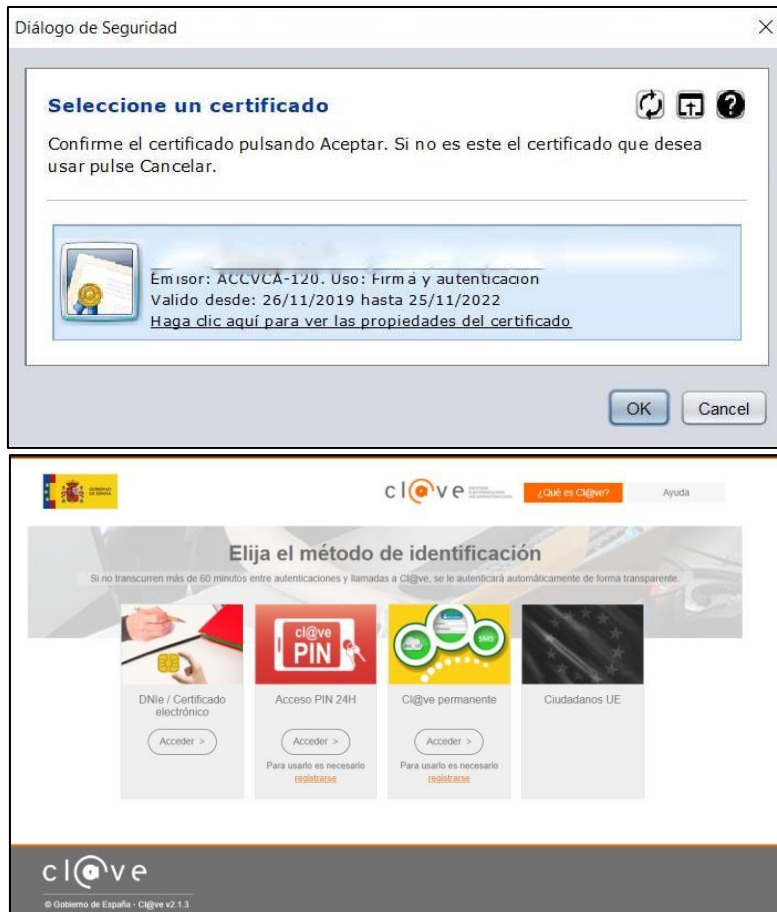 Diálogo de Seguridad
Seleccione un certificado
Confirme el certificado pulsando Aceptar. Si no es este el certificado que desea
usar pulse Cancelar.
Emisor: ACCVCA-120. Uso: Firma y autenticacion
Valido desde: 26/11/2019 hasta 25/11/2022
Haga clic aquí para ver las propiedades del certificado
OK
Cancel
GOBIERNO
DE ESPAÑA
cl@ve
¿Qué es Cl@ve?
Ayuda
Elija el método de identificación
Si no transcurren más de 60 minutos entre autenticaciones y llamadas a Cl@ve, se le autenticará automáticamente de forma transparente.
cl@ve
PIN
SMS
DNIe / Certificado
electrónico
Acceder >
Acceso PIN 24H
Acceder >
Para usarlo es necesario
registrarse
Cl@ve permanente
Acceder >
Para usarlo es necesario
registrarse
Ciudadanos UE
cl@ve
© Gobierno de España - Cl@ve v2.1.3